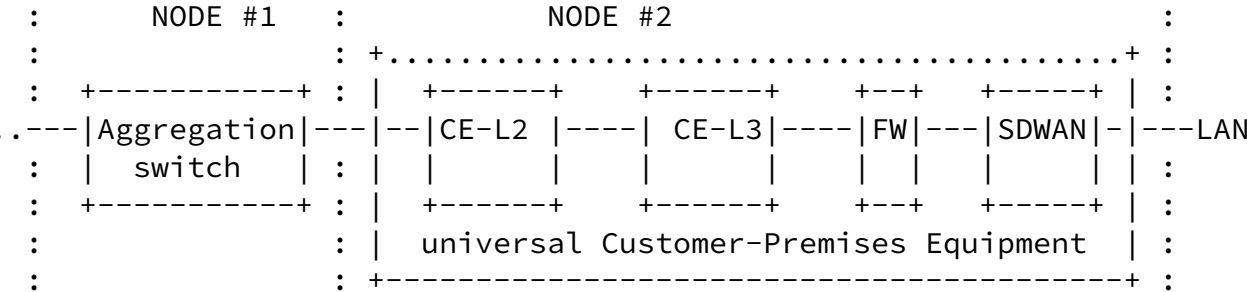 :       NODE #1    :            NODE #2                           :
:                  : +.........................................+ :
:   +-----------+ : |  +------+    +------+    +--+   +-----+ | :
..---|Aggregation|---|--|CE-L2 |----| CE-L3|----|FW|---|SDWAN|-|---LAN
:   |  switch   | : |  |      |    |      |    |  |   |     | | :
:   +-----------+ : |  +------+    +------+    +--+   +-----+ | :
:                  : |  universal Customer-Premises Equipment  | :
:                  : +-----------------------------------------+ :